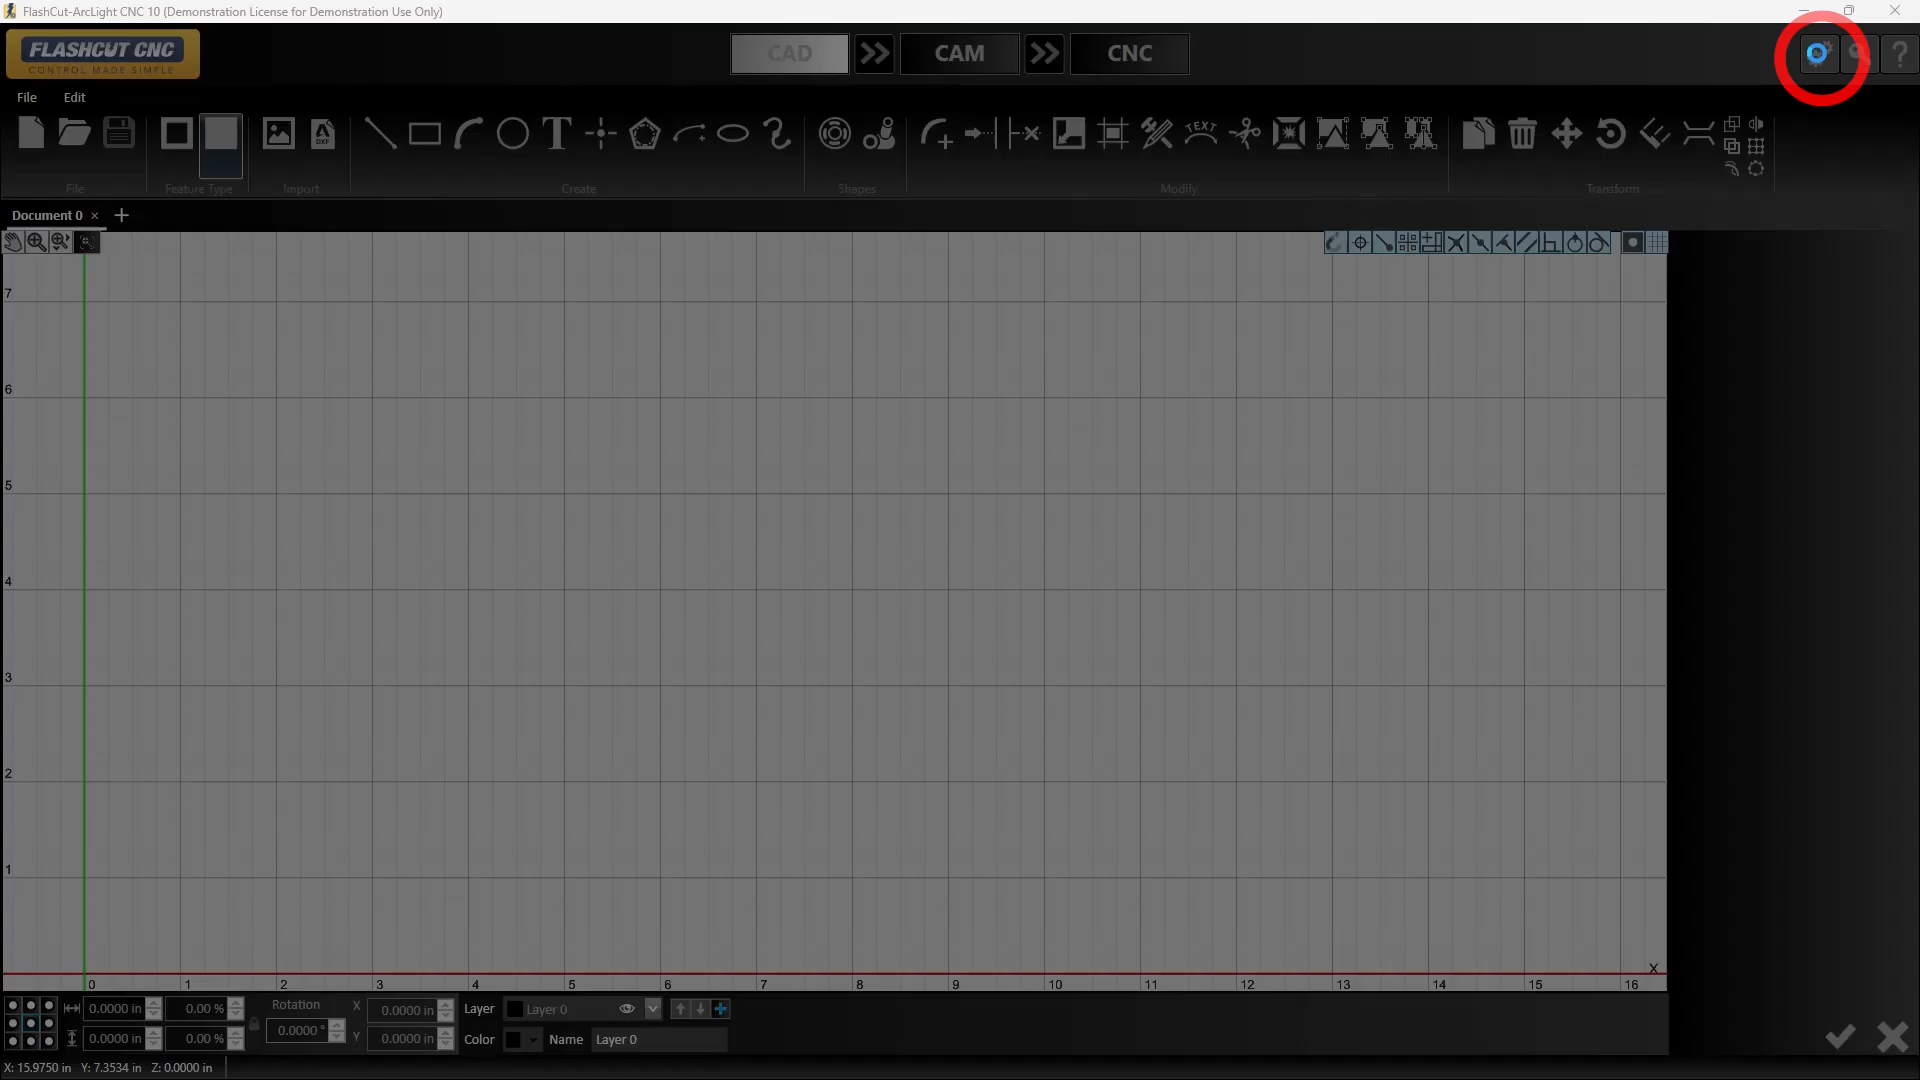 FlashCut-ArcLight CNC 10 (Demonstration License for Demonstration Use Only)
FLASHCUT CNC
CONTROL MADE SIMPLE
CAD
CAM
CNC
?
File Edit
T
DXF
TEXT
File
Feature Type
Import
Create
Shapes
Modify
Transform
Document 0
7
6
5
4
3
2
1
X
0 1 2 3 4 5 6 7 8 9 10 11 12 13 14 15 16
0.0000 in 0.00 % Rotation X 0.0000 in Layer Layer 0
0.0000 in 0.00 % 0.0000 ° Y 0.0000 in Color Name Layer 0
X: 15.9750 in Y: 7.3534 in Z: 0.0000 in